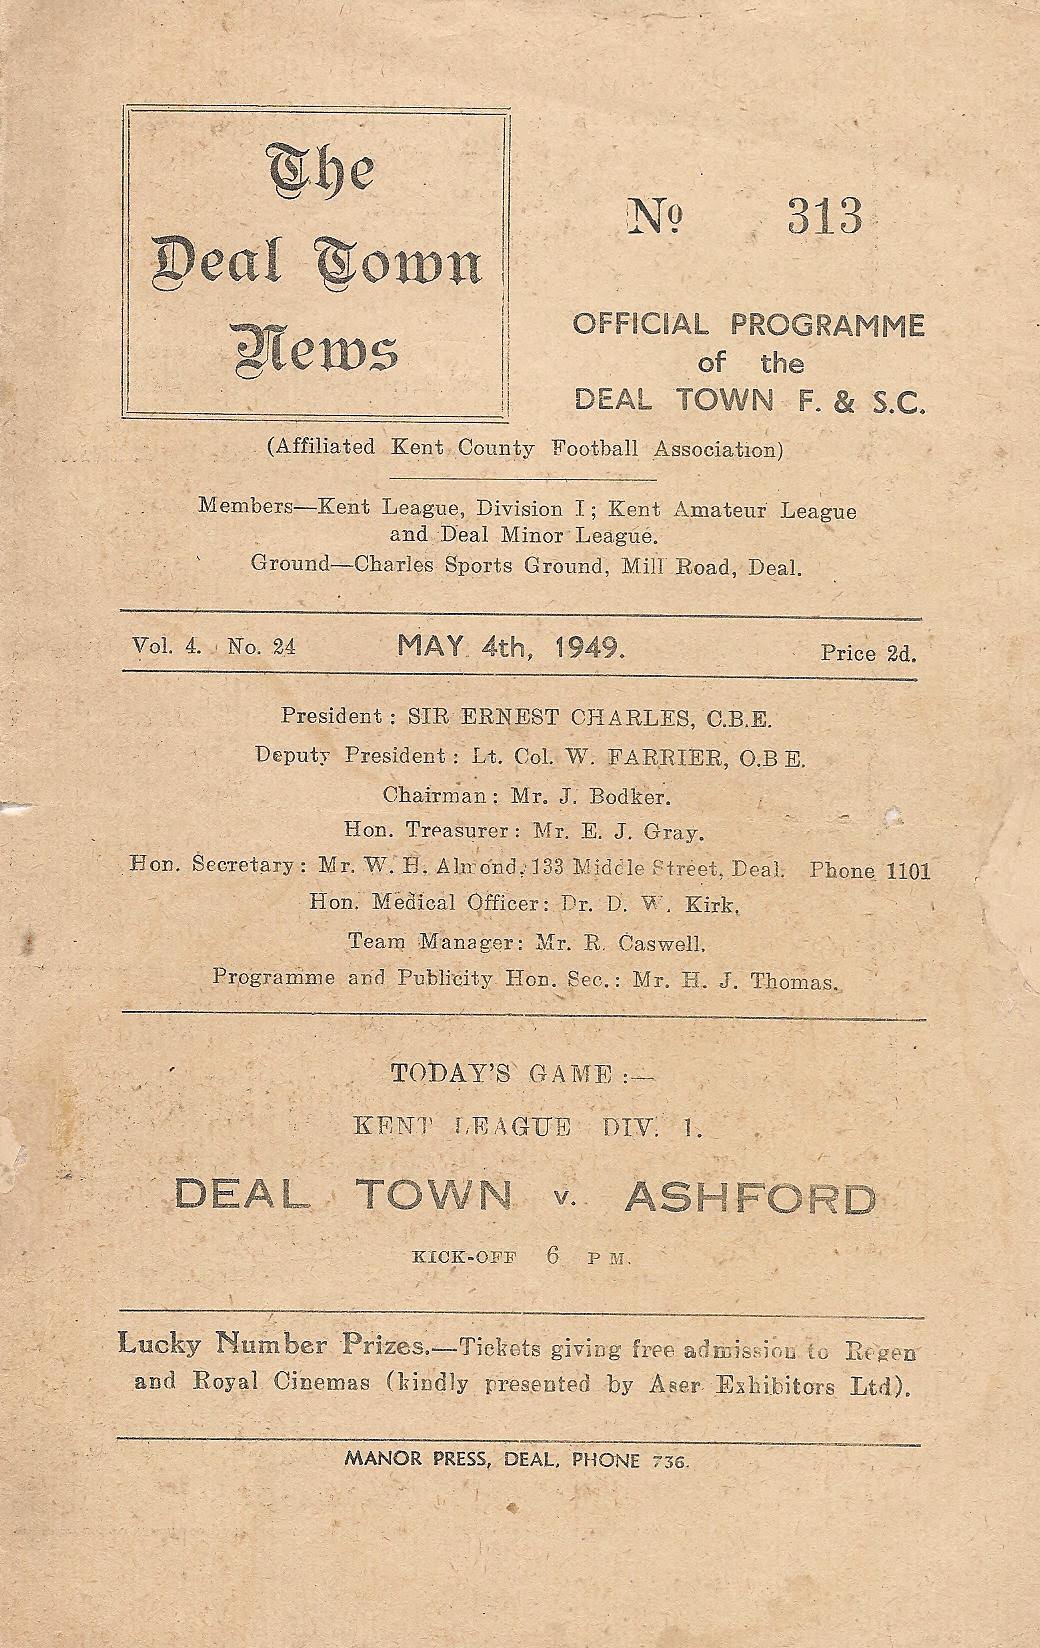 The
Deal Town
News
No 313
OFFICIAL PROGRAMME
of the
DEAL TOWN F. & S.C.
(Affiliated Kent County Football Association)
Members—Kent League, Division I; Kent Amateur League
and Deal Minor League.
Ground—Charles Sports Ground, Mill Road, Deal.
Vol. 4. No. 24 MAY 4th, 1949. Price 2d.
President: SIR ERNEST CHARLES, C.B.E.
Deputy President: Lt. Col. W. FARRIER, O.B E.
Chairman: Mr. J. Bodker.
Hon. Treasurer: Mr. E. J. Gray.
Hon. Secretary: Mr. W. H. Almond, 133 Middle Street, Deal. Phone 1101
Hon. Medical Officer: Dr. D. W. Kirk.
Team Manager: Mr. R. Caswell.
Programme and Publicity Hon. Sec.: Mr. H. J. Thomas.
TODAY'S GAME:—
KENT LEAGUE DIV. 1.
DEAL TOWN v. ASHFORD
KICK-OFF 6 P M.
Lucky Number Prizes.—Tickets giving free admission to Regen
and Royal Cinemas (kindly presented by Aser Exhibitors Ltd).
MANOR PRESS, DEAL, PHONE 736.